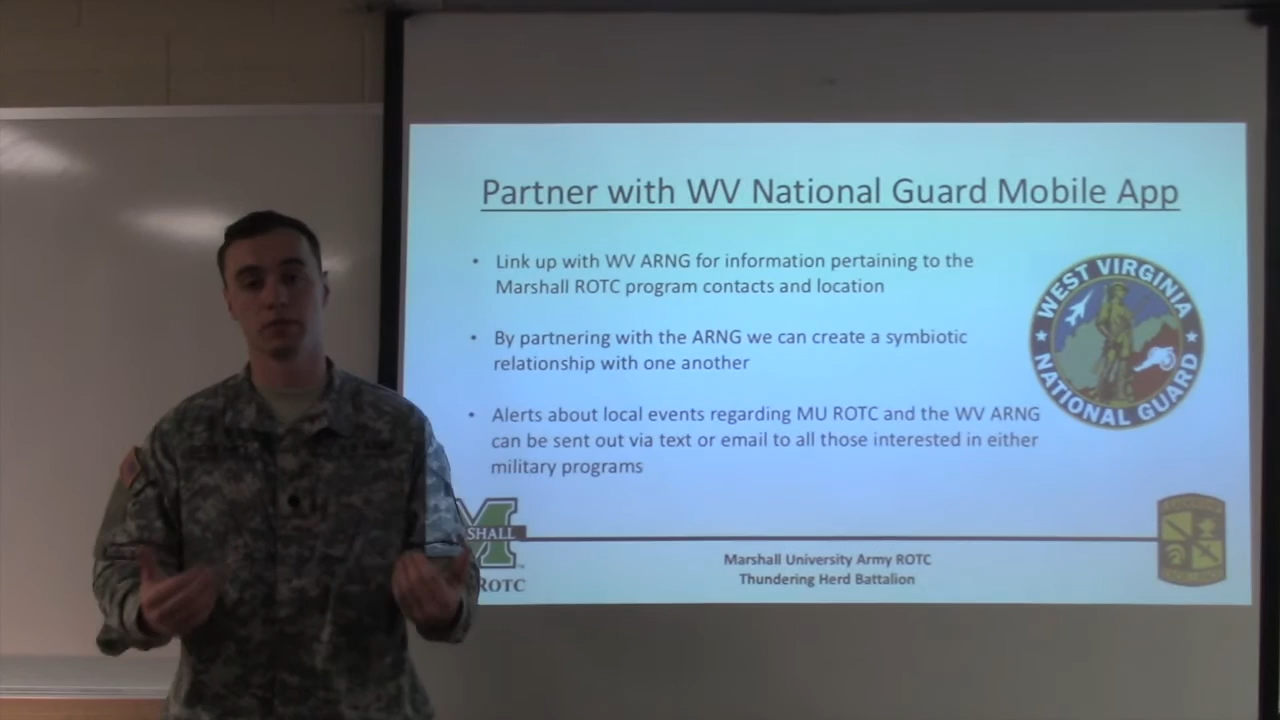 Partner with WV National Guard Mobile App
• Link up with WV ARNG for information pertaining to the
Marshall ROTC program contacts and location
• By partnering with the ARNG we can create a symbiotic
relationship with one another
• Alerts about local events regarding MU ROTC and the WV ARNG
can be sent out via text or email to all those interested in either
military programs
WEST VIRGINIA
NATIONAL GUARD
M
SHALL
ROTC
Marshall University Army ROTC
Thundering Herd Battalion